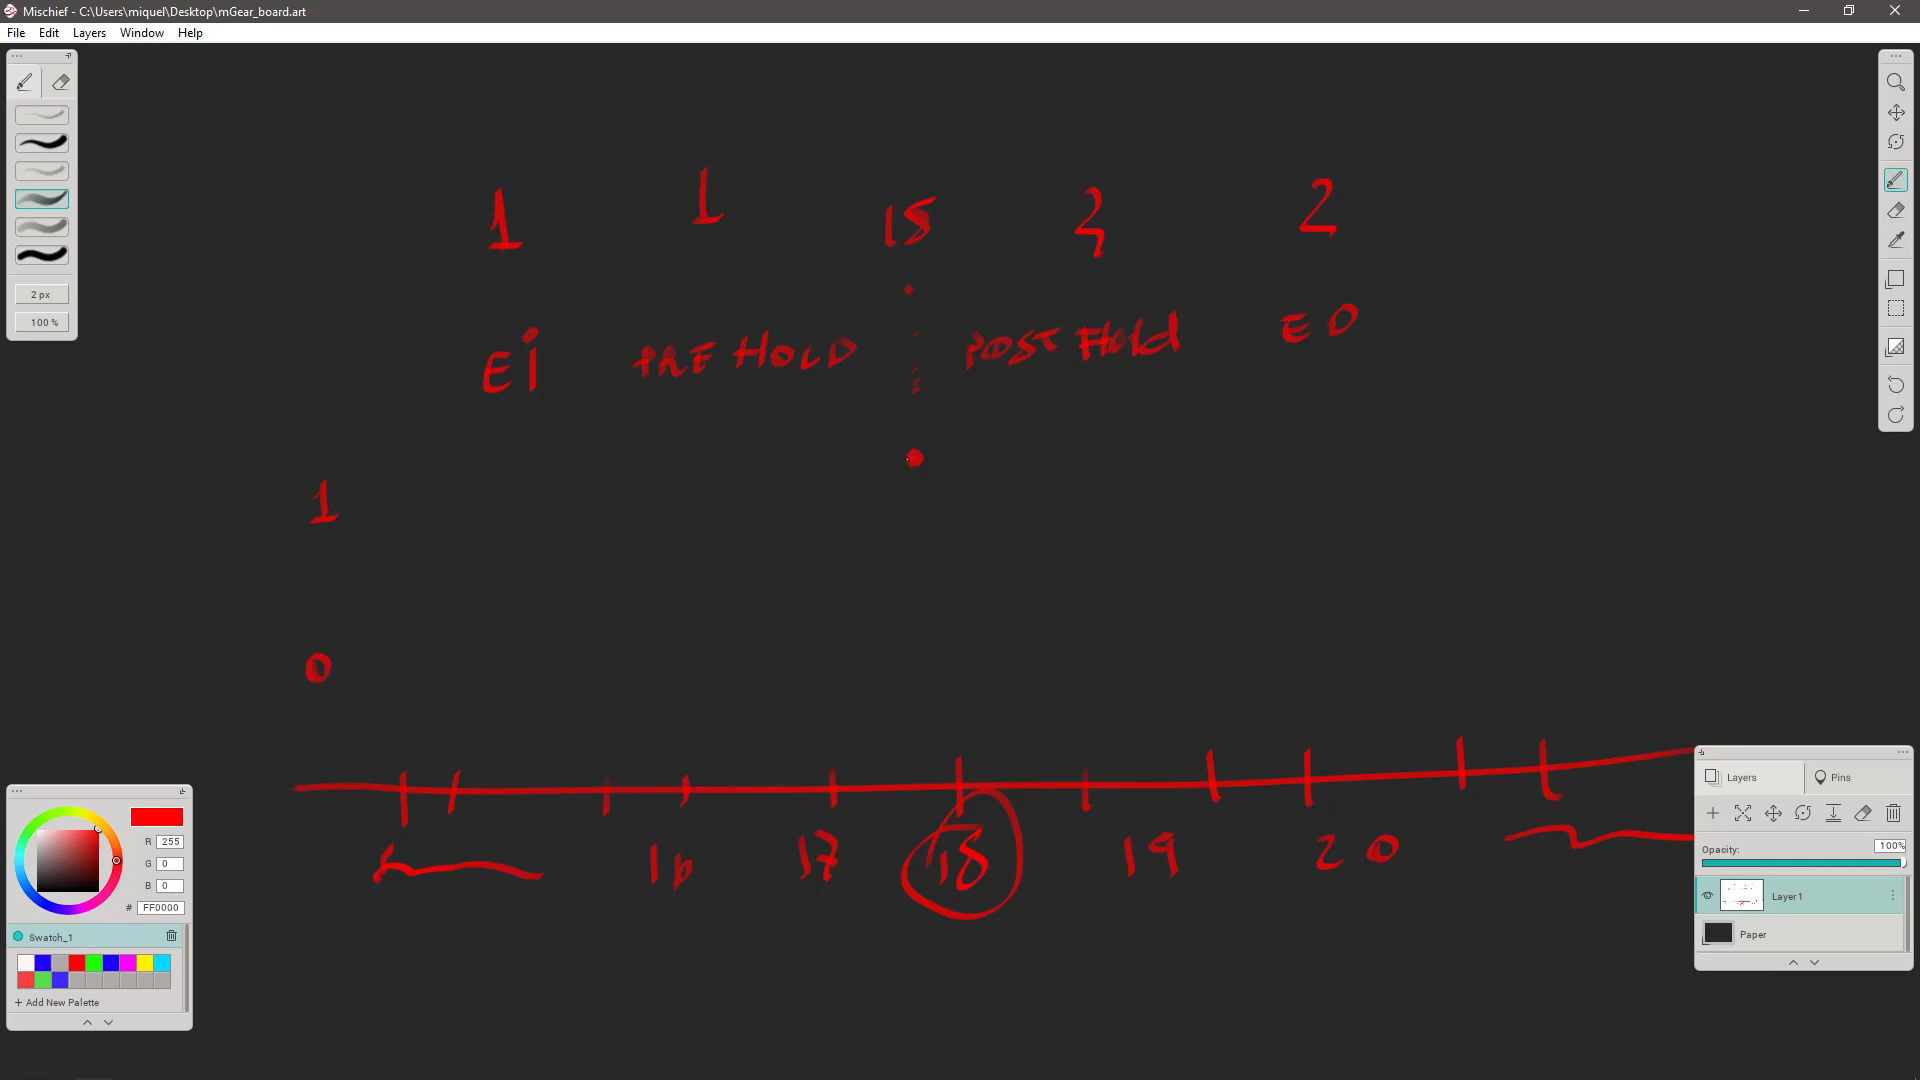 Mischief - C:\Users\miquel\Desktop\mGear_board.art
File Edit Layers Window Help
1 1 18 2 2
EI PRE HOLD POST Hold EO
1
0
16 17 18 19 20
2 px
100 %
R 255
G 0
B 0
# FF0000
Swatch_1
+ Add New Palette
Layers Pins
Opacity: 100%
Layer1
Paper